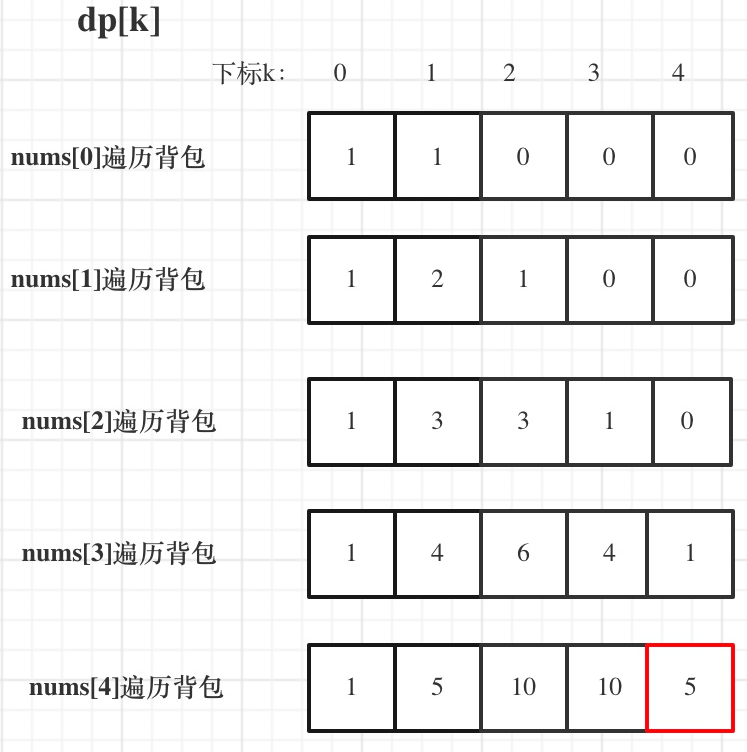 dp[k]
下标k： 0 1 2 3 4
nums[0]遍历背包 1 1 0 0 0
nums[1]遍历背包 1 2 1 0 0
nums[2]遍历背包 1 3 3 1 0
nums[3]遍历背包 1 4 6 4 1
nums[4]遍历背包 1 5 10 10 5